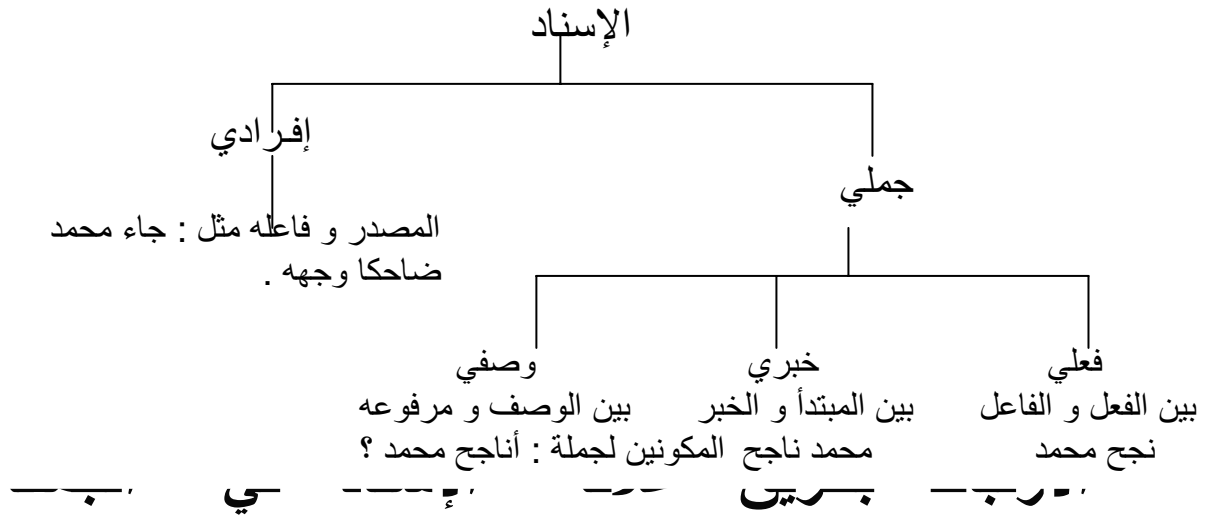 الإسناد
إفرادي
جملي
المصدر و فاعله مثل : جاء محمد
ضاحكا وجهه .
فعلي
بين الفعل و الفاعل
نجح محمد
خبري
بين المبتدأ و الخبر
محمد ناجح
وصفي
بين الوصف و مرفوعه
المكونين لجملة : أناجح محمد ؟